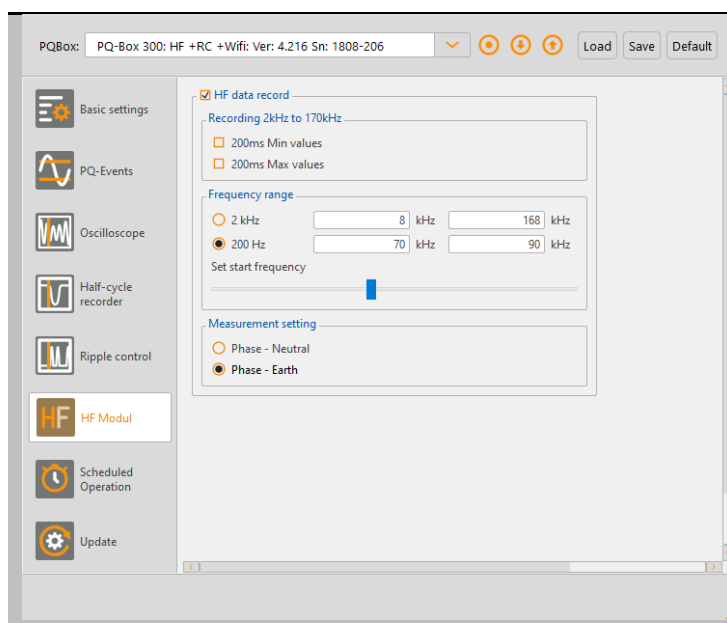 PQBox: PQ-Box 300: HF +RC +Wifi: Ver: 4.216 Sn: 1808-206 Load Save Default
Basic settings
PQ-Events
Oscilloscope
Half-cycle
recorder
Ripple control
HF HF Modul
Scheduled
Operation
Update
HF data record
Recording 2kHz to 170kHz
200ms Min values
200ms Max values
Frequency range
2 kHz 8 kHz 168 kHz
200 Hz 70 kHz 90 kHz
Set start frequency
Measurement setting
Phase - Neutral
Phase - Earth